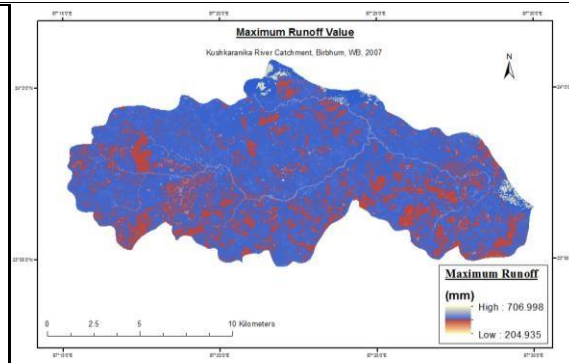 Maximum Runoff Value
Kushkaranika River Catchment, Birbhum, WB, 2007
N
Maximum Runoff
(mm)
High : 706.998
Low : 204.935
0 2.5 5 10 Kilometers